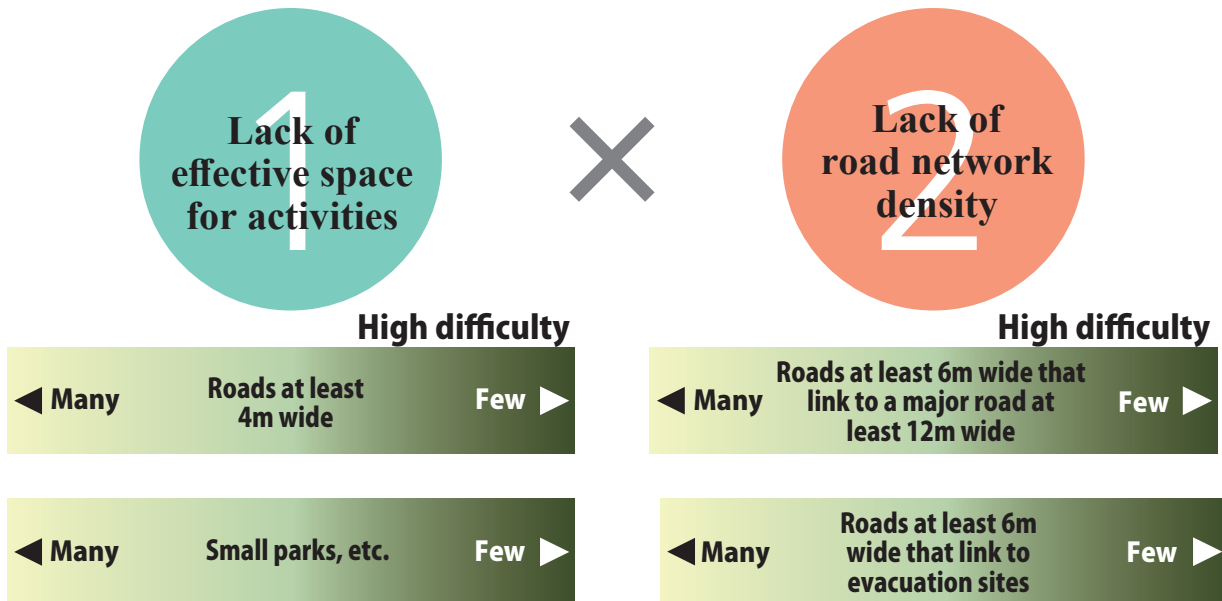 1
Lack of
effective space
for activities
×
2
Lack of
road network
density
High difficulty
◀ Many
Roads at least
4m wide
Few ▶
◀ Many
Small parks, etc.
Few ▶
High difficulty
◀ Many
Roads at least 6m wide that
link to a major road at
least 12m wide
Few ▶
◀ Many
Roads at least 6m
wide that link to
evacuation sites
Few ▶